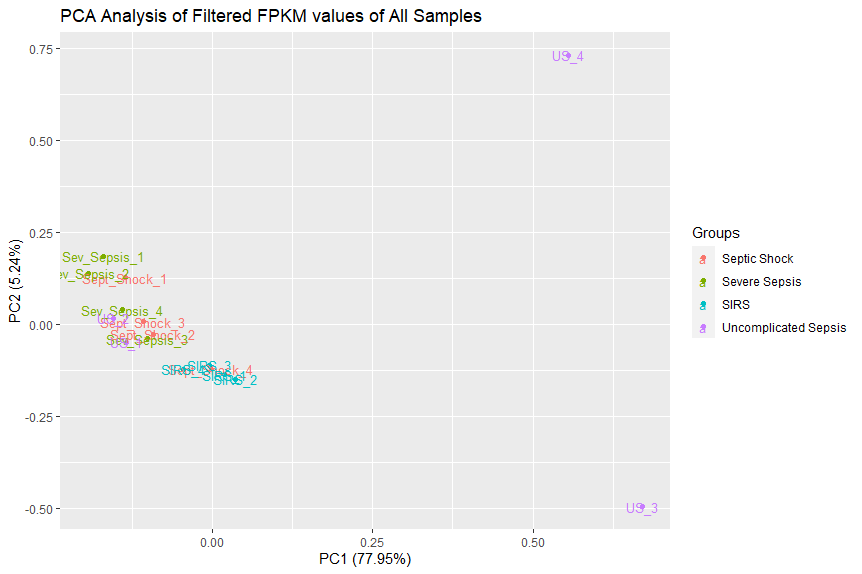 PCA Analysis of Filtered FPKM values of All Samples
US_4
0.75
0.50
0.25
0.00
-0.25
-0.50
PC2 (5.24%)
Sev_Sepsis_1
Sept_Shock_1
Sev_Sepsis_4
Sept_Shock_3
Sept_Shock_2
Sev_Sepsis_3
SIRS_3
SIRS_2
US_3
0.00
0.25
0.50
PC1 (77.95%)
Groups
a Septic Shock
a Severe Sepsis
a SIRS
a Uncomplicated Sepsis